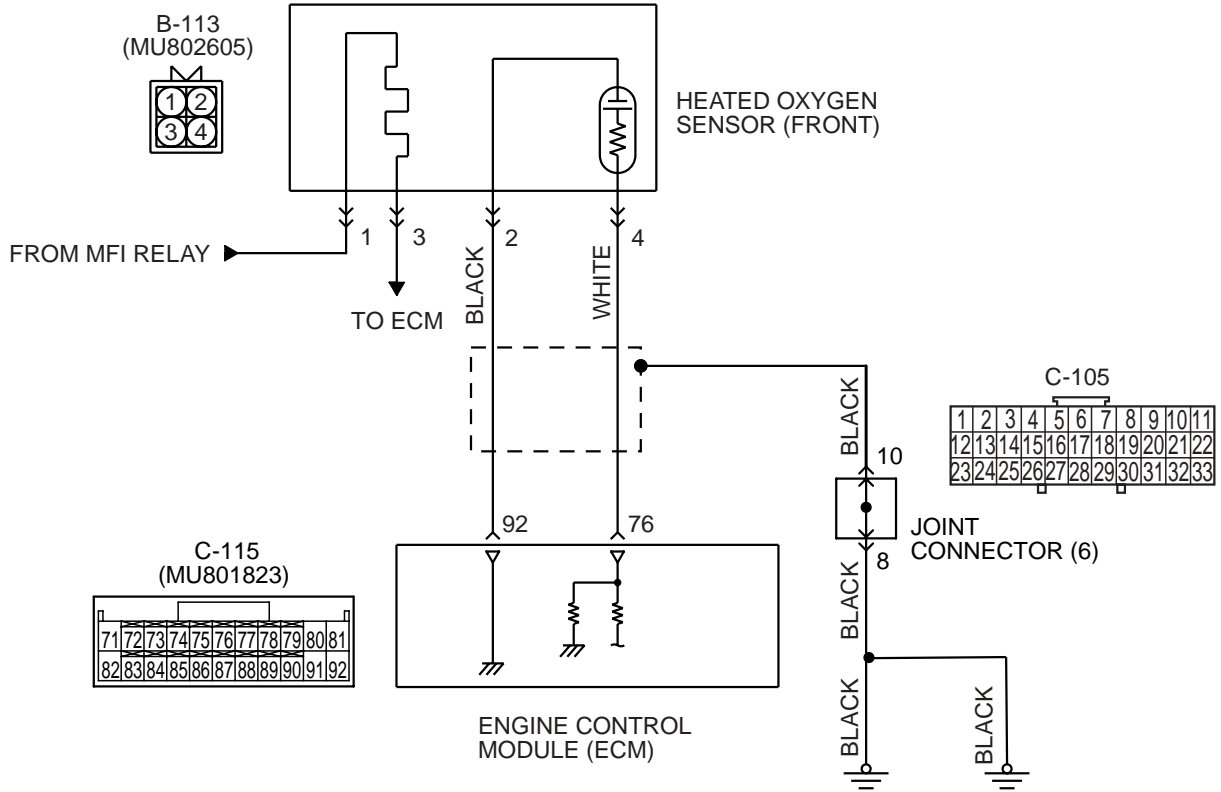 B-113
(MU802605)
1 2
3 4
HEATED OXYGEN
SENSOR (FRONT)
1 3 2 4
FROM MFI RELAY
TO ECM
BLACK
WHITE
BLACK
10
C-105
1 2 3 4 5 6 7 8 9 10 11
12 13 14 15 16 17 18 19 20 21 22
23 24 25 26 27 28 29 30 31 32 33
JOINT
CONNECTOR (6)
8
92 76
C-115
(MU801823)
71 72 73 74 75 76 77 78 79 80 81
82 83 84 85 86 87 88 89 90 91 92
BLACK
ENGINE CONTROL
MODULE (ECM)
BLACK
BLACK